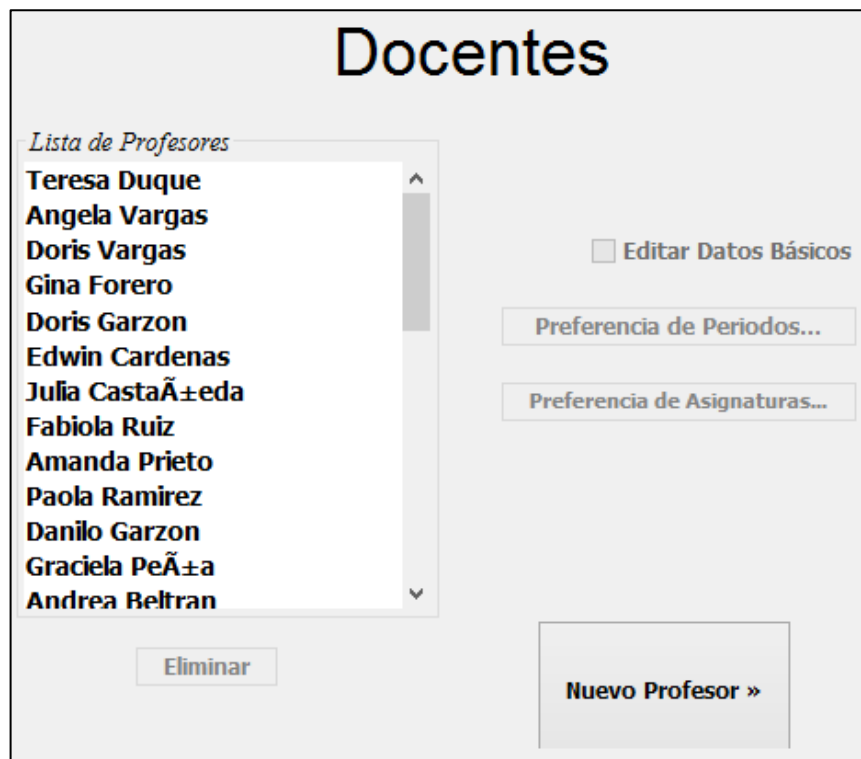 Docentes
Lista de Profesores
Teresa Duque
Angela Vargas
Doris Vargas
Gina Forero
Doris Garzon
Edwin Cardenas
Julia CastaÃ±eda
Fabiola Ruiz
Amanda Prieto
Paola Ramirez
Danilo Garzon
Graciela PeÃ±a
Andrea Beltran
Eliminar
Editar Datos Básicos
Preferencia de Periodos...
Preferencia de Asignaturas...
Nuevo Profesor »